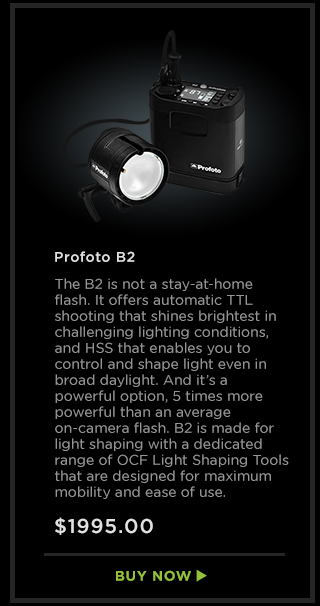 Profoto
Profoto B2
The B2 is not a stay-at-home
flash. It offers automatic TTL
shooting that shines brightest in
challenging lighting conditions,
and HSS that enables you to
control and shape light even in
broad daylight. And it's a
powerful option, 5 times more
powerful than an average
on-camera flash. B2 is made for
light shaping with a dedicated
range of OCF Light Shaping Tools
that are designed for maximum
mobility and ease of use.
$1995.00
BUY NOW ▶